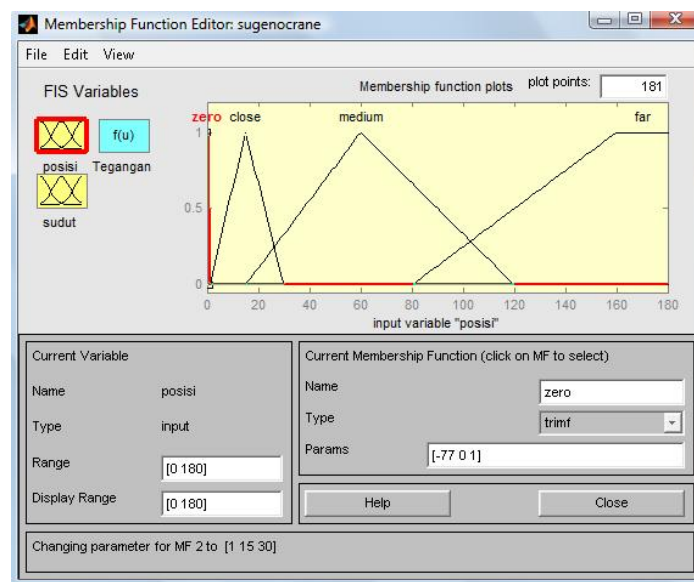 Membership Function Editor: sugenocrane
File Edit View
FIS Variables
f(u)
posisi Tegangan
sudut
Membership function plots plot points: 181
zero close medium far
1
0.5
0
0 20 40 60 80 100 120 140 160 180
input variable "posisi"
Current Variable
Name posisi
Type input
Range [0 180]
Display Range [0 180]
Current Membership Function (click on MF to select)
Name zero
Type trimf
Params [-77 0 1]
Help Close
Changing parameter for MF 2 to [1 15 30]